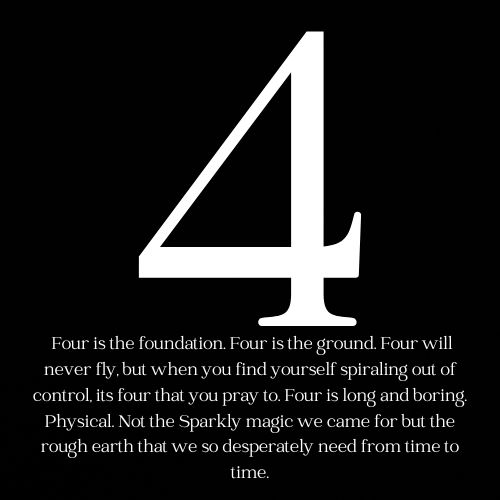 4
Four is the foundation. Four is the ground. Four will
never fly, but when you find yourself spiraling out of
control, its four that you pray to. Four is long and boring.
Physical. Not the Sparkly magic we came for but the
rough earth that we so desperately need from time to
time.